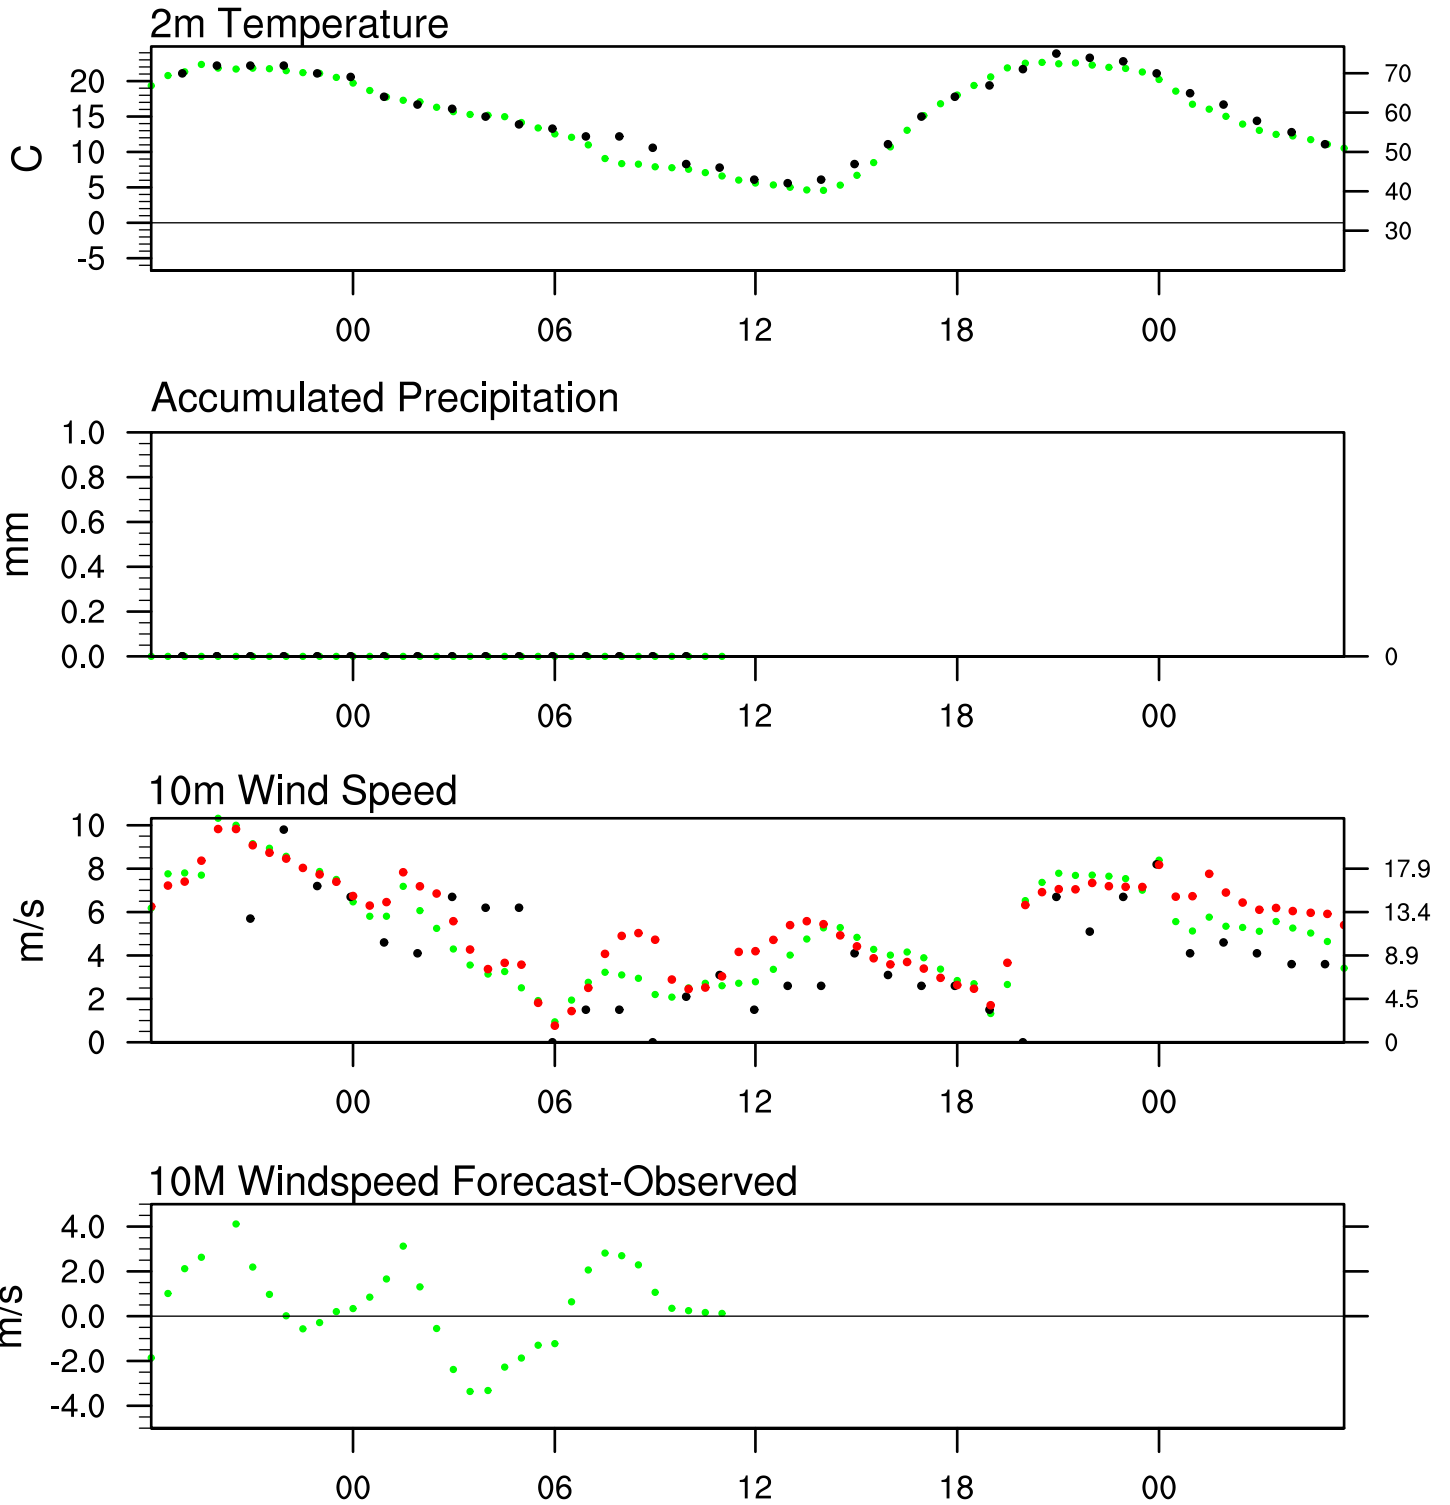 2m Temperature
20
15
10
5
0
-5
C
70
60
50
40
30
00 06 12 18 00
Accumulated Precipitation
1.0
0.8
0.6
0.4
0.2
0.0
mm
0
00 06 12 18 00
10m Wind Speed
10
8
6
4
2
0
m/s
17.9
13.4
8.9
4.5
0
00 06 12 18 00
10M Windspeed Forecast-Observed
4.0
2.0
0.0
-2.0
-4.0
m/s
00 06 12 18 00